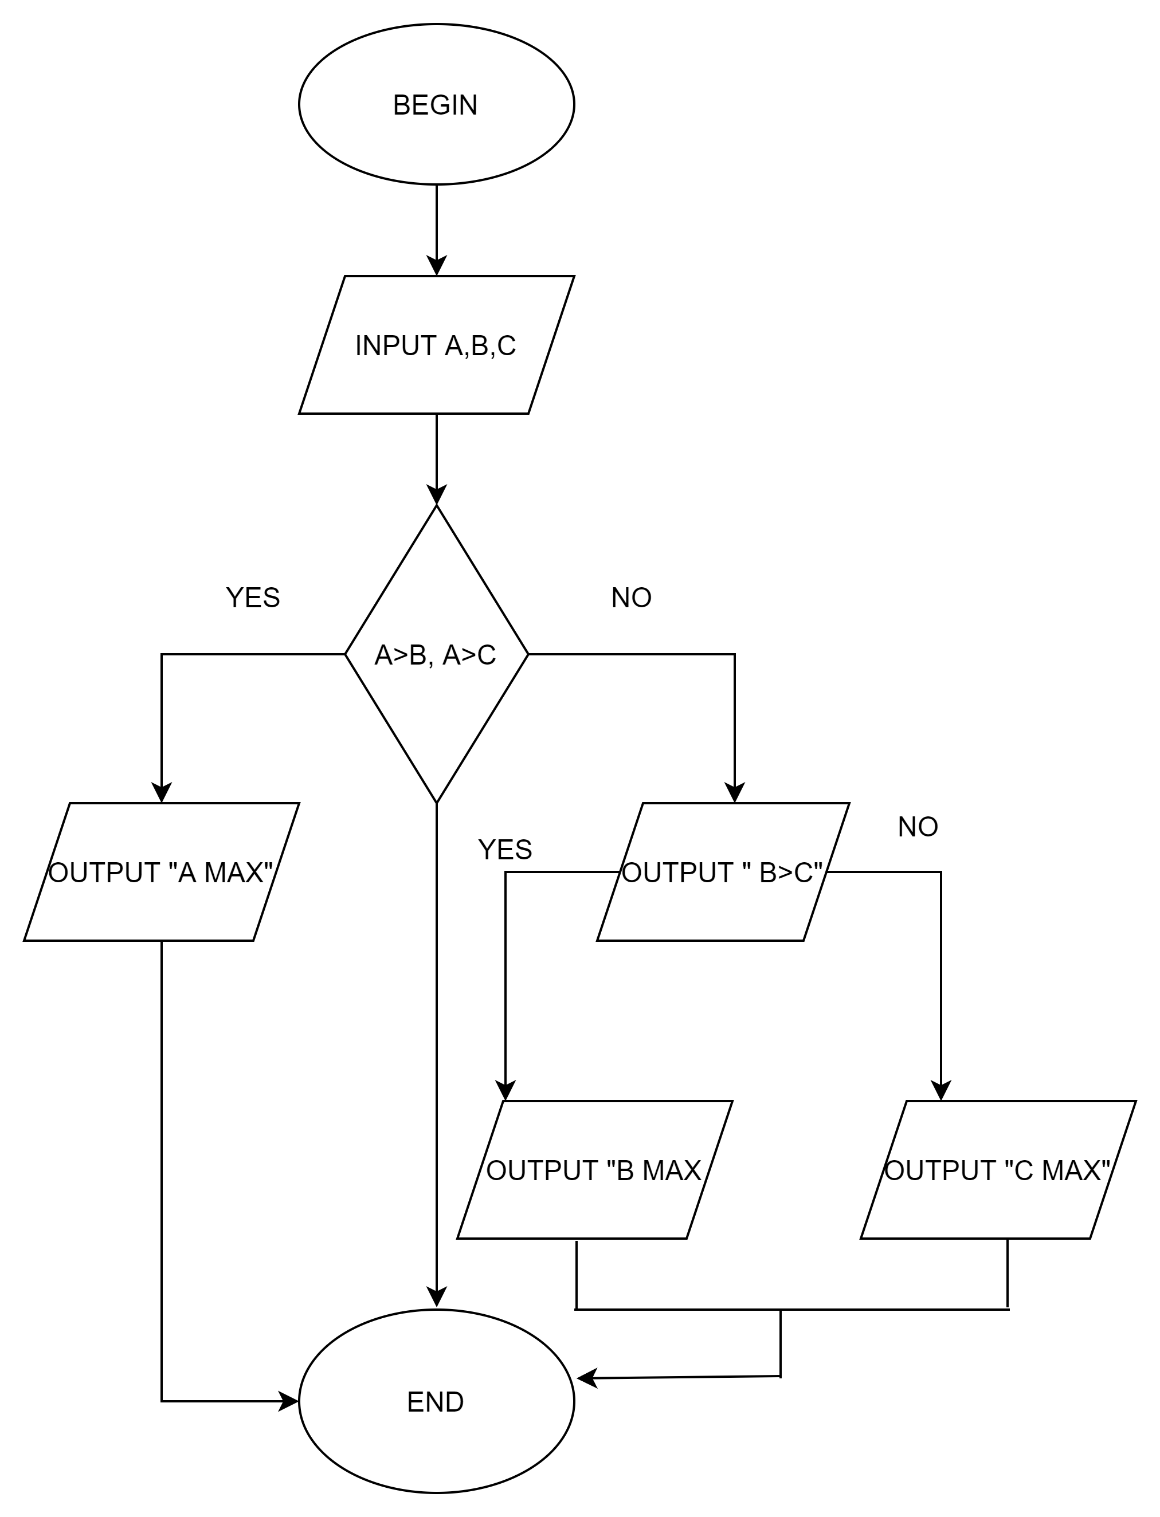 BEGIN
INPUT A,B,C
YES
NO
A>B, A>C
NO
YES
OUTPUT "A MAX"
OUTPUT " B>C"
OUTPUT "B MAX
OUTPUT "C MAX"
END